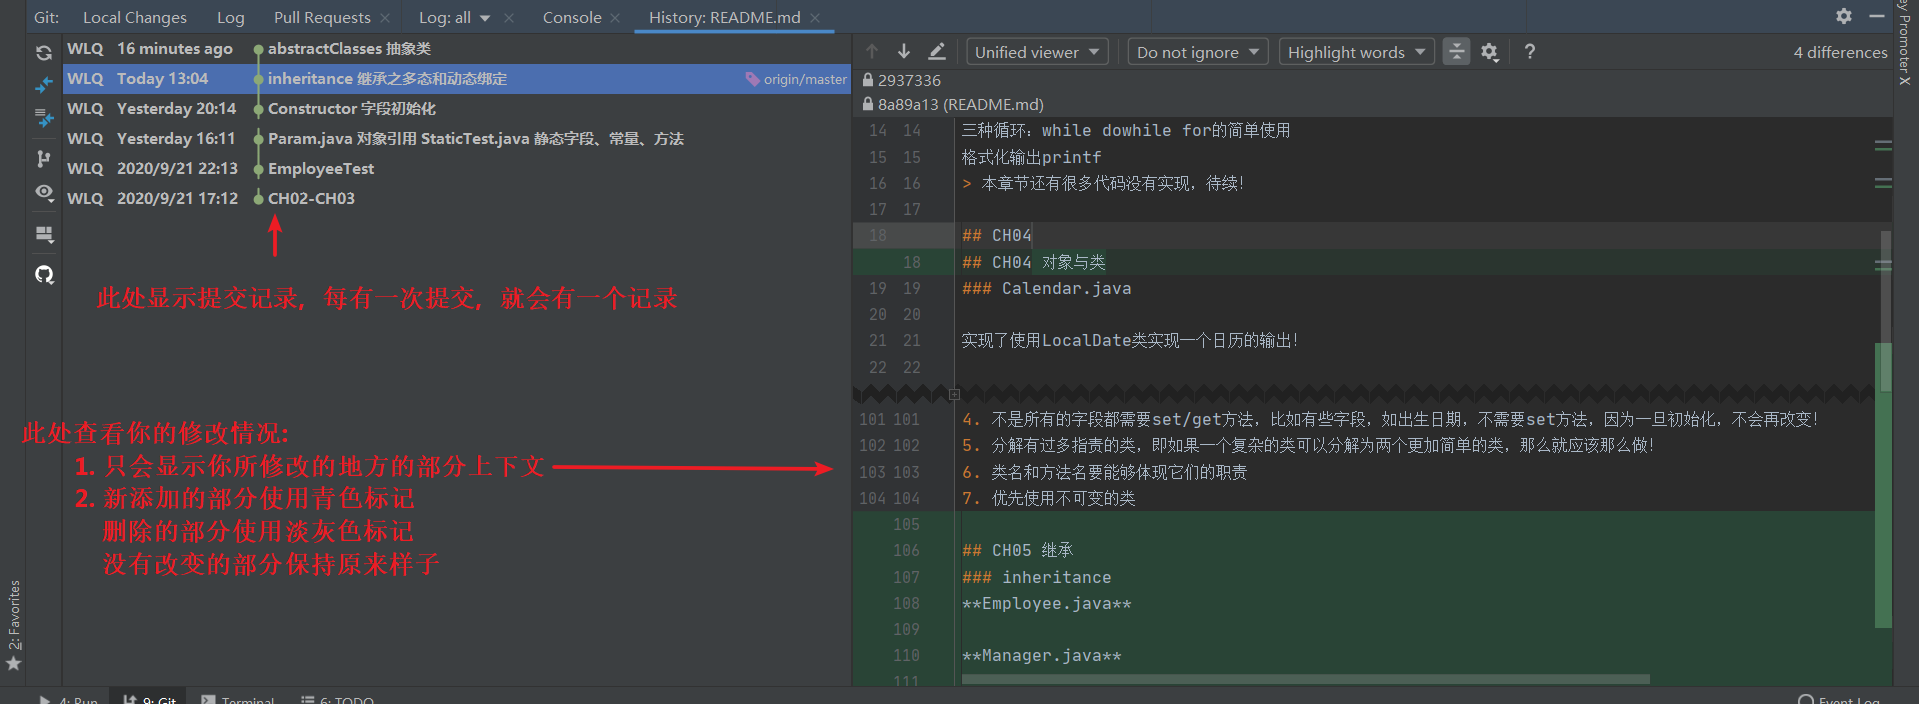 Git: Local Changes Log Pull Requests Log: all Console History: README.md
WLQ 16 minutes ago abstractClasses 抽象类
WLQ Today 13:04 inheritance 继承之多态和动态绑定 origin/master
WLQ Yesterday 20:14 Constructor 字段初始化
WLQ Yesterday 16:11 Param.java 对象引用 StaticTest.java 静态字段、常量、方法
WLQ 2020/9/21 22:13 EmployeeTest
WLQ 2020/9/21 17:12 CH02-CH03
此处显示提交记录，每有一次提交，就会有一个记录
此处查看你的修改情况:
1. 只会显示你所修改的地方的部分上下文
2. 新添加的部分使用青色标记
删除的部分使用淡灰色标记
没有改变的部分保持原来样子
Unified viewer Do not ignore Highlight words ? 4 differences
2937336
8a89a13 (README.md)
14 14 三种循环：while dowhile for的简单使用
15 15 格式化输出printf
16 16 > 本章节还有很多代码没有实现，待续！
17 17
18 ## CH04
18 ## CH04 对象与类
19 19 ### Calendar.java
20 20
21 21 实现了使用LocalDate类实现一个日历的输出！
22 22
101 101 4. 不是所有的字段都需要set/get方法，比如有些字段，如出生日期，不需要set方法，因为一旦初始化，不会再改变！
102 102 5. 分解有过多指责的类，即如果一个复杂的类可以分解为两个更加简单的类，那么就应该那么做！
103 103 6. 类名和方法名要能够体现它们的职责
104 104 7. 优先使用不可变的类
105
106 ## CH05 继承
107 ### inheritance
108 **Employee.java**
109
110 **Manager.java**
111
ey Promoter X
2: Favorites
4: Run 9: Git Terminal 6: TODO Event Log